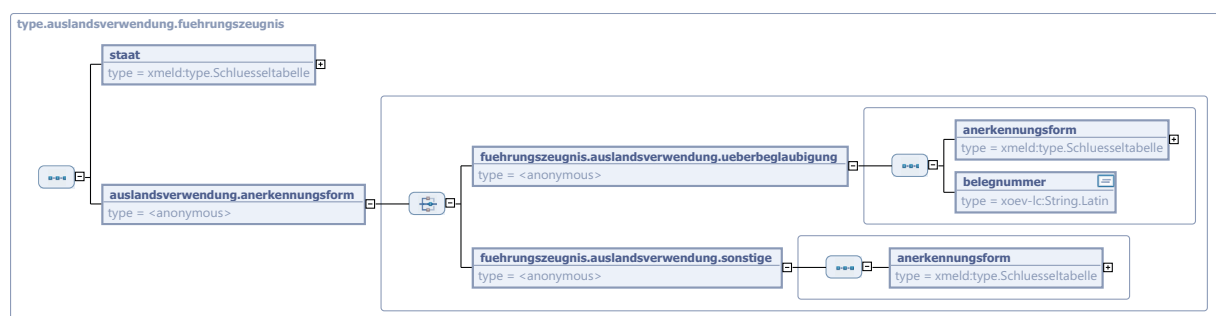 type.auslandsverwendung.fuehrungszeugnis
staat
type = xmeld:type.Schluesseltabelle
auslandsverwendung.anerkennungsform
type = <anonymous>
fuehrungszeugnis.auslandsverwendung.ueberbeglaubigung
type = <anonymous>
anerkennungsform
type = xmeld:type.Schluesseltabelle
belegnummer
type = xoev-lc:String.Latin
fuehrungszeugnis.auslandsverwendung.sonstige
type = <anonymous>
anerkennungsform
type = xmeld:type.Schluesseltabelle